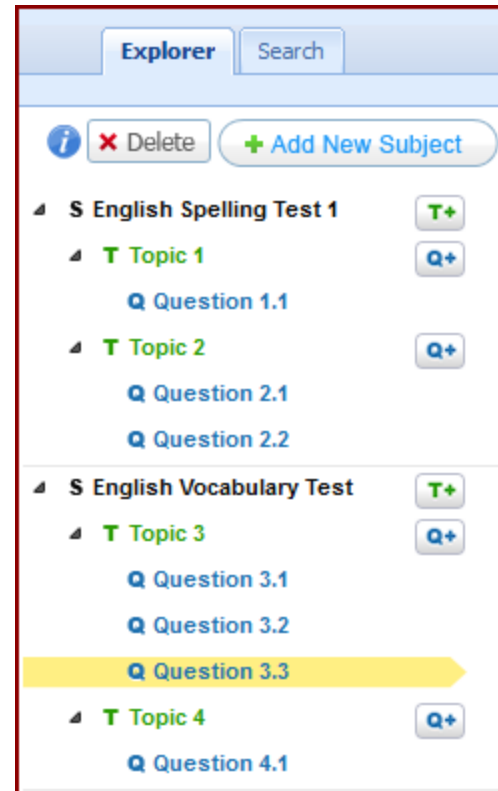 Explorer Search
i Delete + Add New Subject
S English Spelling Test 1 T+
T Topic 1 Q+
Q Question 1.1
T Topic 2 Q+
Q Question 2.1
Q Question 2.2
S English Vocabulary Test T+
T Topic 3 Q+
Q Question 3.1
Q Question 3.2
Q Question 3.3
T Topic 4 Q+
Q Question 4.1